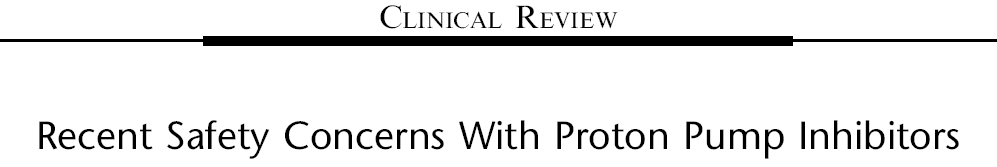 CLINICAL REVIEW
Recent Safety Concerns With Proton Pump Inhibitors